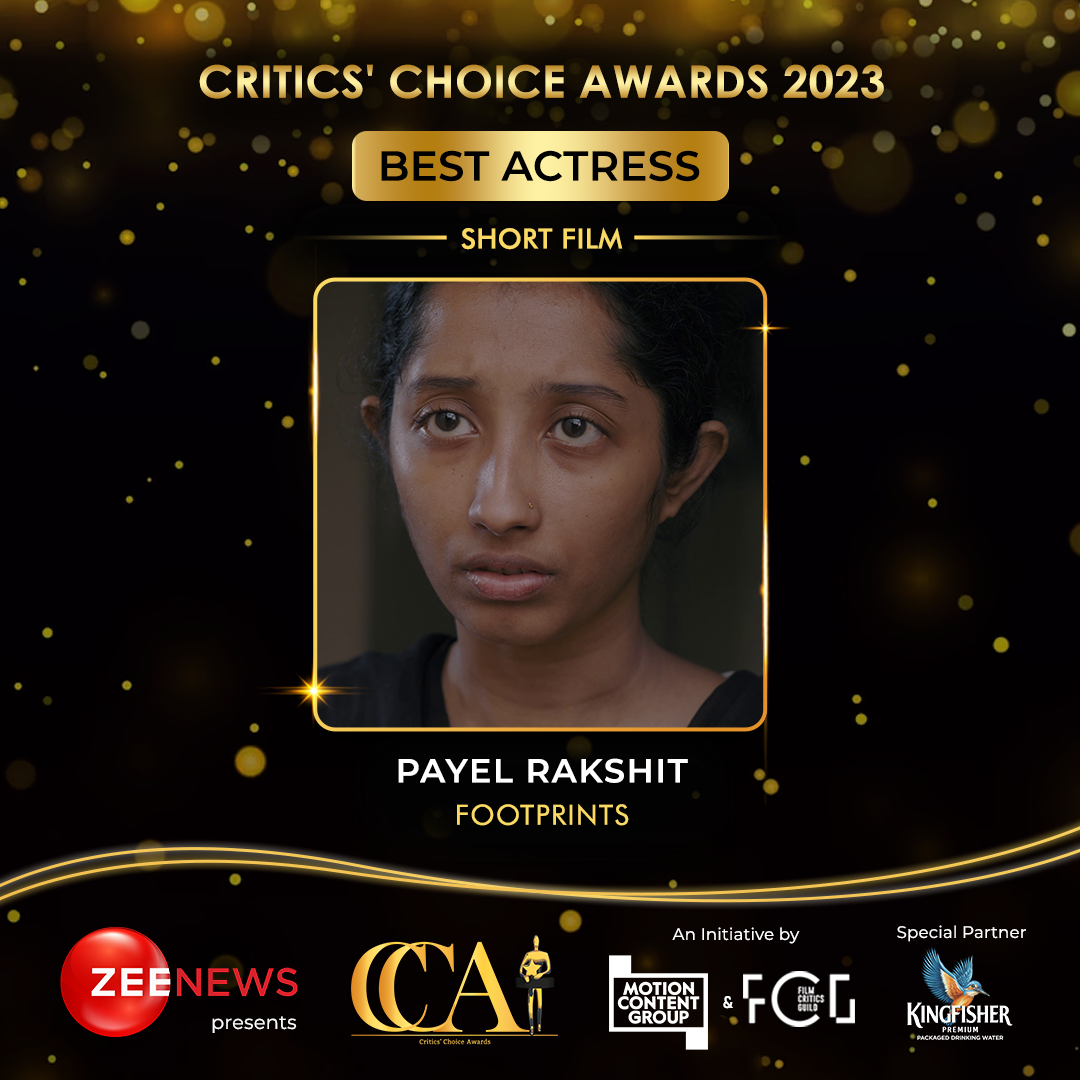 CRITICS' CHOICE AWARDS 2023
BEST ACTRESS
SHORT FILM
PAYEL RAKSHIT
FOOTPRINTS
ZEENEWS
presents
CCA
Critics' Choice Awards
An Initiative by
MOTION
CONTENT
GROUP
&
FCG
FILM
CRITICS
GUILD
Special Partner
KINGFISHER
PREMIUM
PACKAGED DRINKING WATER